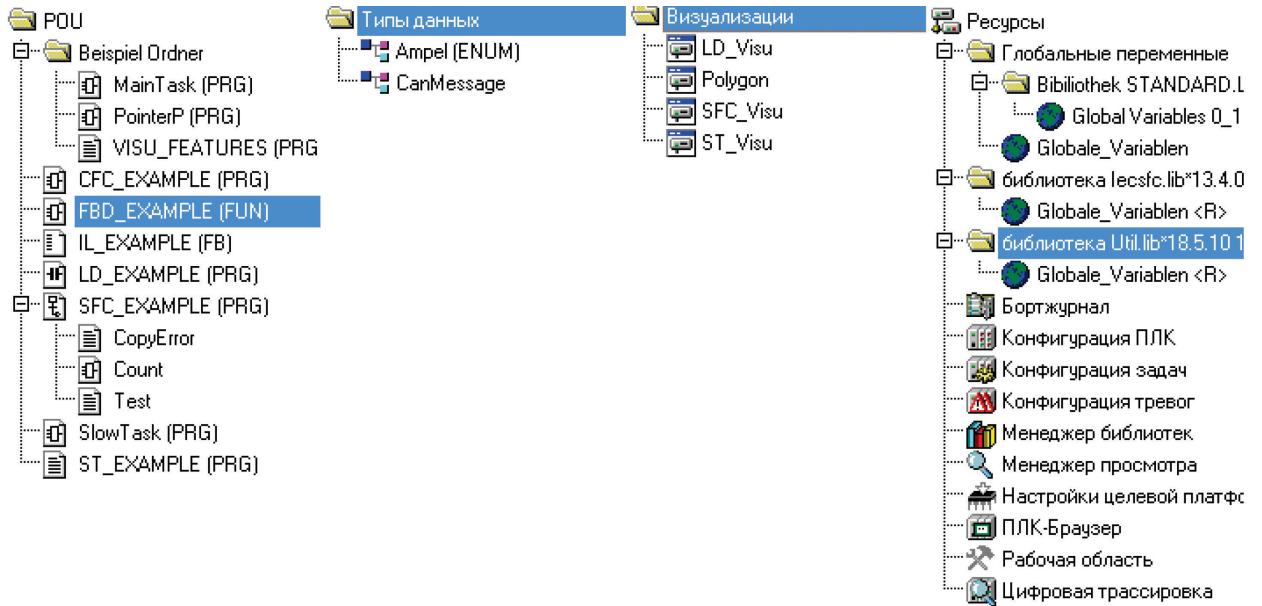 POU
Beispiel Ordner
MainTask (PRG)
PointerP (PRG)
VISU_FEATURES (PRG
CFC_EXAMPLE (PRG)
FBD_EXAMPLE (FUN)
IL_EXAMPLE (FB)
LD_EXAMPLE (PRG)
SFC_EXAMPLE (PRG)
CopyError
Count
Test
SlowTask (PRG)
ST_EXAMPLE (PRG)
Типы данных
Ampel (ENUM)
CanMessage
Визуализации
LD_Visu
Polygon
SFC_Visu
ST_Visu
Ресурсы
Глобальные переменные
Bibiliothek STANDARD.L
Global Variables 0_1
Globale_Variablen
библиотека Iecsfc.lib*13.4.0
Globale_Variablen <R>
библиотека Util.lib*18.5.10 1
Globale_Variablen <R>
Бортжурнал
Конфигурация ПЛК
Конфигурация задач
Конфигурация тревог
Менеджер библиотек
Менеджер просмотра
Настройки целевой платфо
ПЛК-Браузер
Рабочая область
Цифровая трассировка